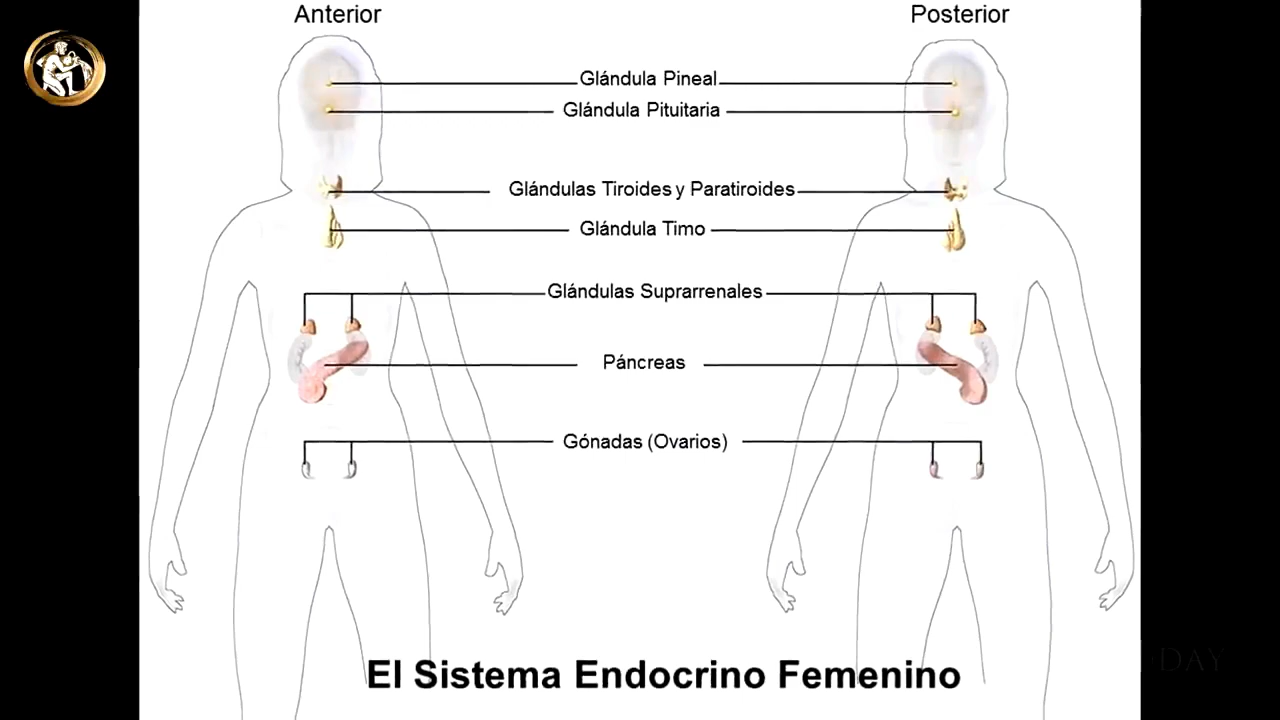 Anterior
Posterior
Glándula Pineal
Glándula Pituitaria
Glándulas Tiroides y Paratiroides
Glándula Timo
Glándulas Suprarrenales
Páncreas
Gónadas (Ovarios)
El Sistema Endocrino Femenino
DAY